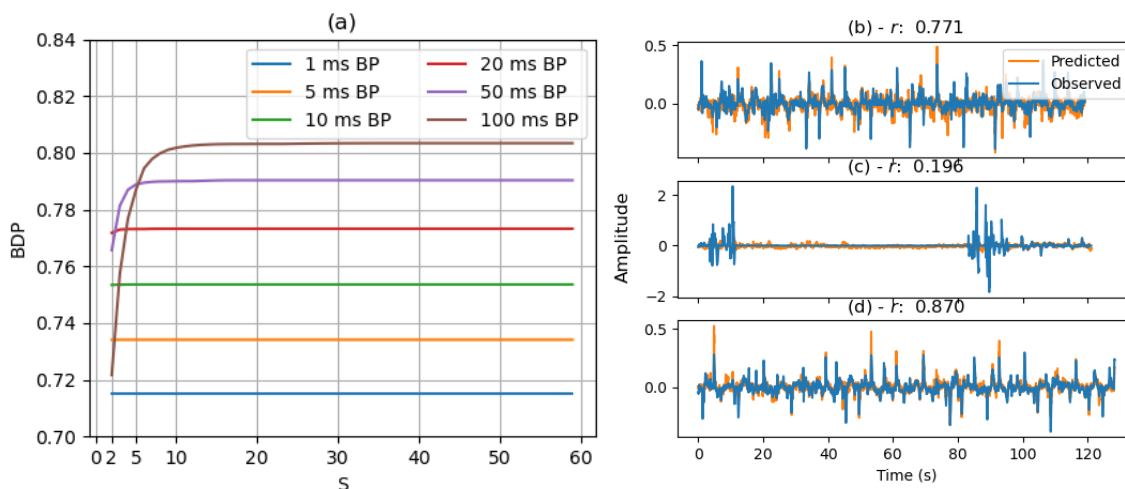 (a)
0.84
0.82
0.80
0.78
0.76
0.74
0.72
0.70
BDP
1 ms BP
5 ms BP
10 ms BP
20 ms BP
50 ms BP
100 ms BP
0 2 5 10 20 30 40 50 60
S
(b) - r: 0.771
0.5
0.0
Predicted
Observed
(c) - r: 0.196
2
0
−2
Amplitude
(d) - r: 0.870
0.5
0.0
0 20 40 60 80 100 120
Time (s)